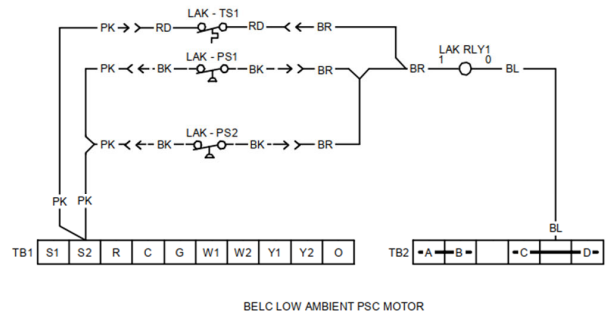 LAK - TS1
PK RD RD BR
LAK - PS1
LAK RLY1
1 0
PK BK BK BR BR BL
LAK - PS2
PK BK BK BR
PK PK
BL
TB1 S1 S2 R C G W1 W2 Y1 Y2 O TB2 A B C D
BELC LOW AMBIENT PSC MOTOR